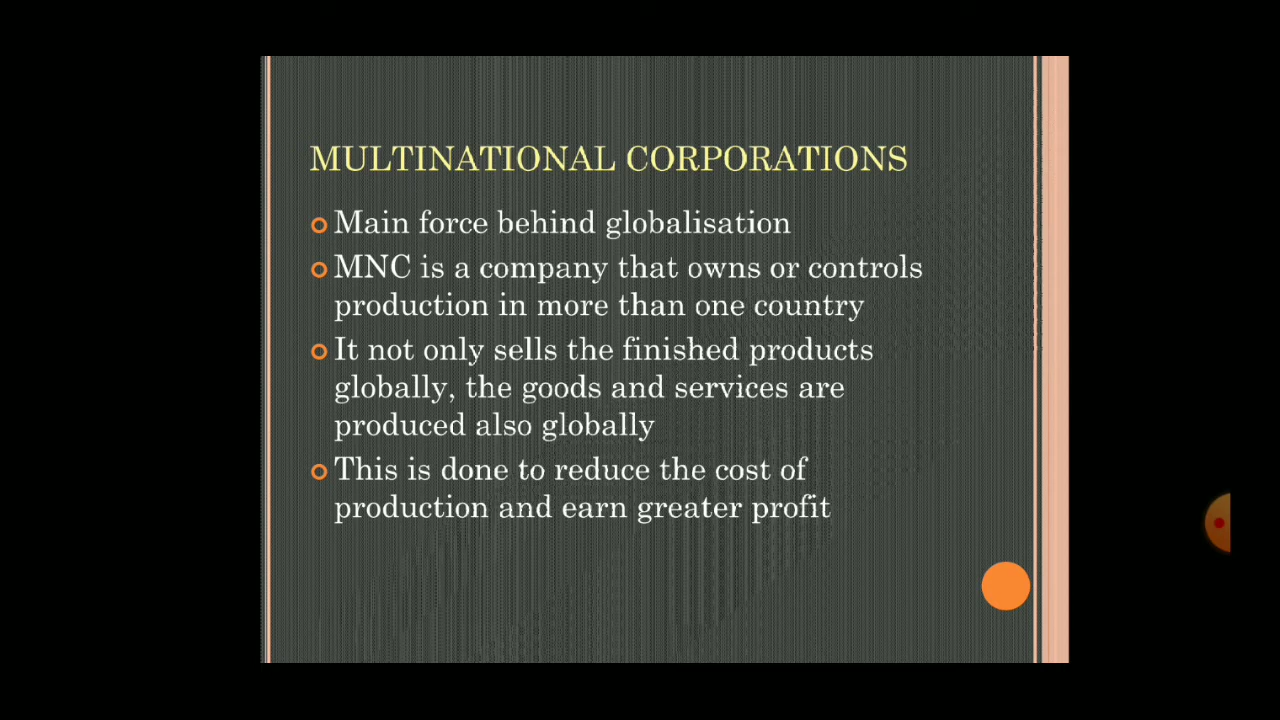 MULTINATIONAL CORPORATIONS
Main force behind globalisation
MNC is a company that owns or controls
production in more than one country
It not only sells the finished products
globally, the goods and services are
produced also globally
This is done to reduce the cost of
production and earn greater profit